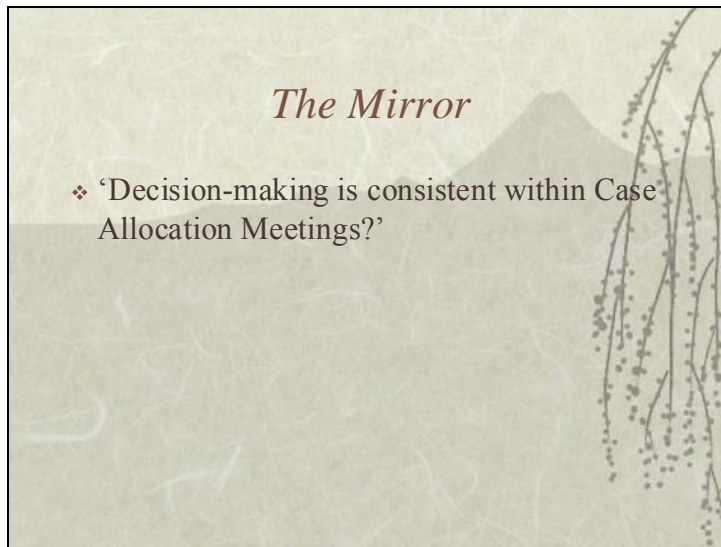 The Mirror
❖ ‘Decision-making is consistent within Case
Allocation Meetings?’